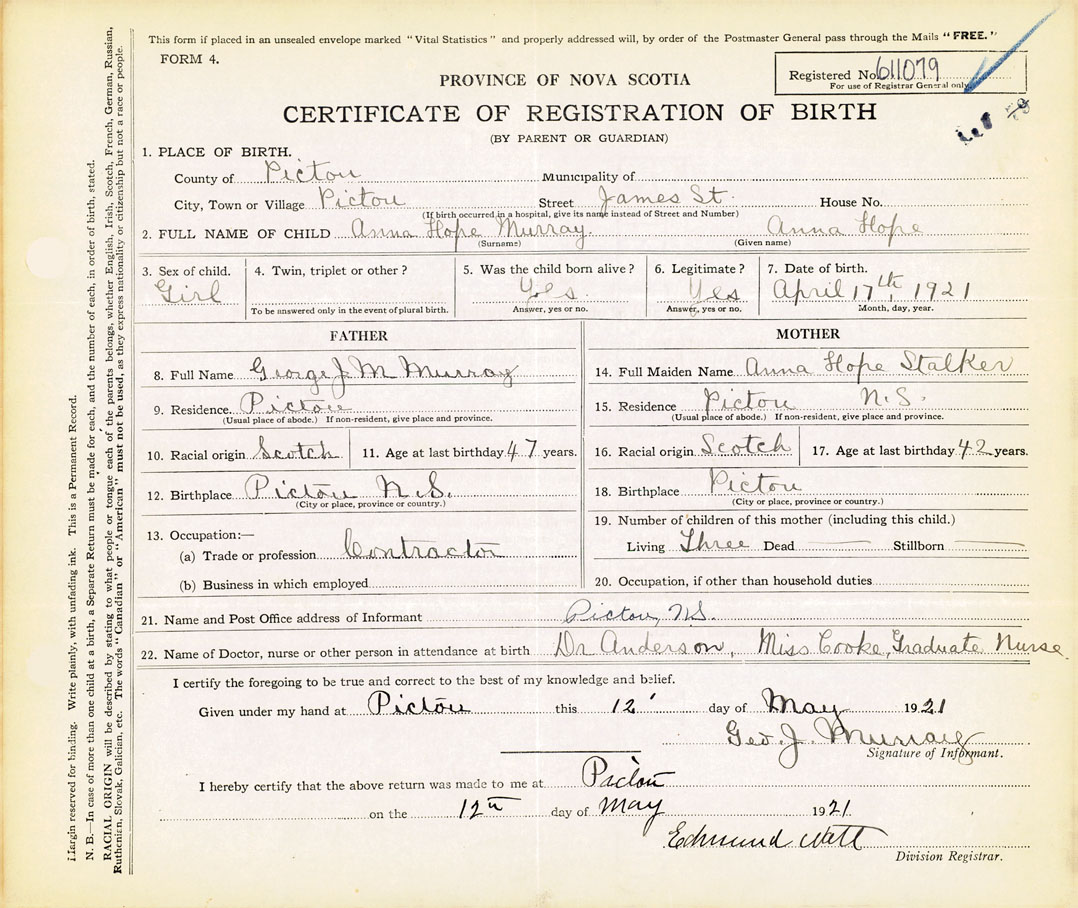 This form if placed in an unsealed envelope marked "Vital Statistics" and properly addressed will, by order of the Postmaster General pass through the Mails "FREE."
FORM 4.
Registered No. 611079
For use of Registrar General only.
PROVINCE OF NOVA SCOTIA
CERTIFICATE OF REGISTRATION OF BIRTH
(BY PARENT OR GUARDIAN)
1. PLACE OF BIRTH.
County of Pictou Municipality of
City, Town or Village Pictou Street James St. House No.
(If birth occurred in a hospital, give its name instead of Street and Number)
2. FULL NAME OF CHILD Anna Hope Murray. Anna Hope
(Surname) (Given name)
3. Sex of child. 4. Twin, triplet or other? 5. Was the child born alive? 6. Legitimate? 7. Date of birth.
Girl Yes. Yes April 17th, 1921
To be answered only in the event of plural birth. Answer, yes or no. Answer, yes or no. Month, day, year.
FATHER
8. Full Name George J M Murray
9. Residence Pictou
(Usual place of abode.) If non-resident, give place and province.
10. Racial origin Scotch 11. Age at last birthday 47 years.
12. Birthplace Pictou N.S.
(City or place, province or country.)
13. Occupation:—
(a) Trade or profession Contractor
(b) Business in which employed
MOTHER
14. Full Maiden Name Anna Hope Stalker
15. Residence Pictou N.S.
(Usual place of abode.) If non-resident, give place and province.
16. Racial origin Scotch 17. Age at last birthday 42 years.
18. Birthplace Pictou
(City or place, province or country.)
19. Number of children of this mother (including this child.)
Living Three Dead — Stillborn —
20. Occupation, if other than household duties
21. Name and Post Office address of Informant Pictou, N.S.
22. Name of Doctor, nurse or other person in attendance at birth Dr Anderson, Miss Cooke, Graduate Nurse.
I certify the foregoing to be true and correct to the best of my knowledge and belief.
Given under my hand at Pictou this 12 day of May 1921
Geo. J. Murray
Signature of Informant.
I hereby certify that the above return was made to me at Pictou
on the 12th day of May 1921.
Edmund
Division Registrar.
Margin reserved for binding. Write plainly, with unfading ink. This is a Permanent Record.
N. B.—In case of more than one child at a birth, a Separate Return must be made for each, and the number of each, in order of birth, stated.
RACIAL ORIGIN will be described by stating to what people or tongue each of the parents belongs, whether English, Irish, Scotch, French, German, Russian,
Ruthenian, Slovak, Galician, etc. The words "Canadian" or "American" must not be used, as they express nationality or citizenship but not a race or people.